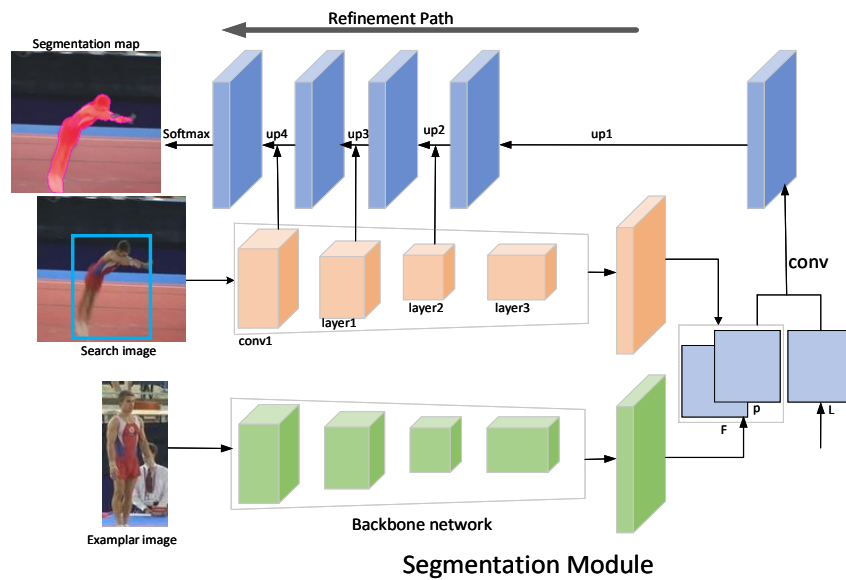 Refinement Path
Segmentation map
Softmax
up4
up3
up2
up1
conv
Search image
conv1
layer1
layer2
layer3
F
p
L
Examplar image
Backbone network
Segmentation Module